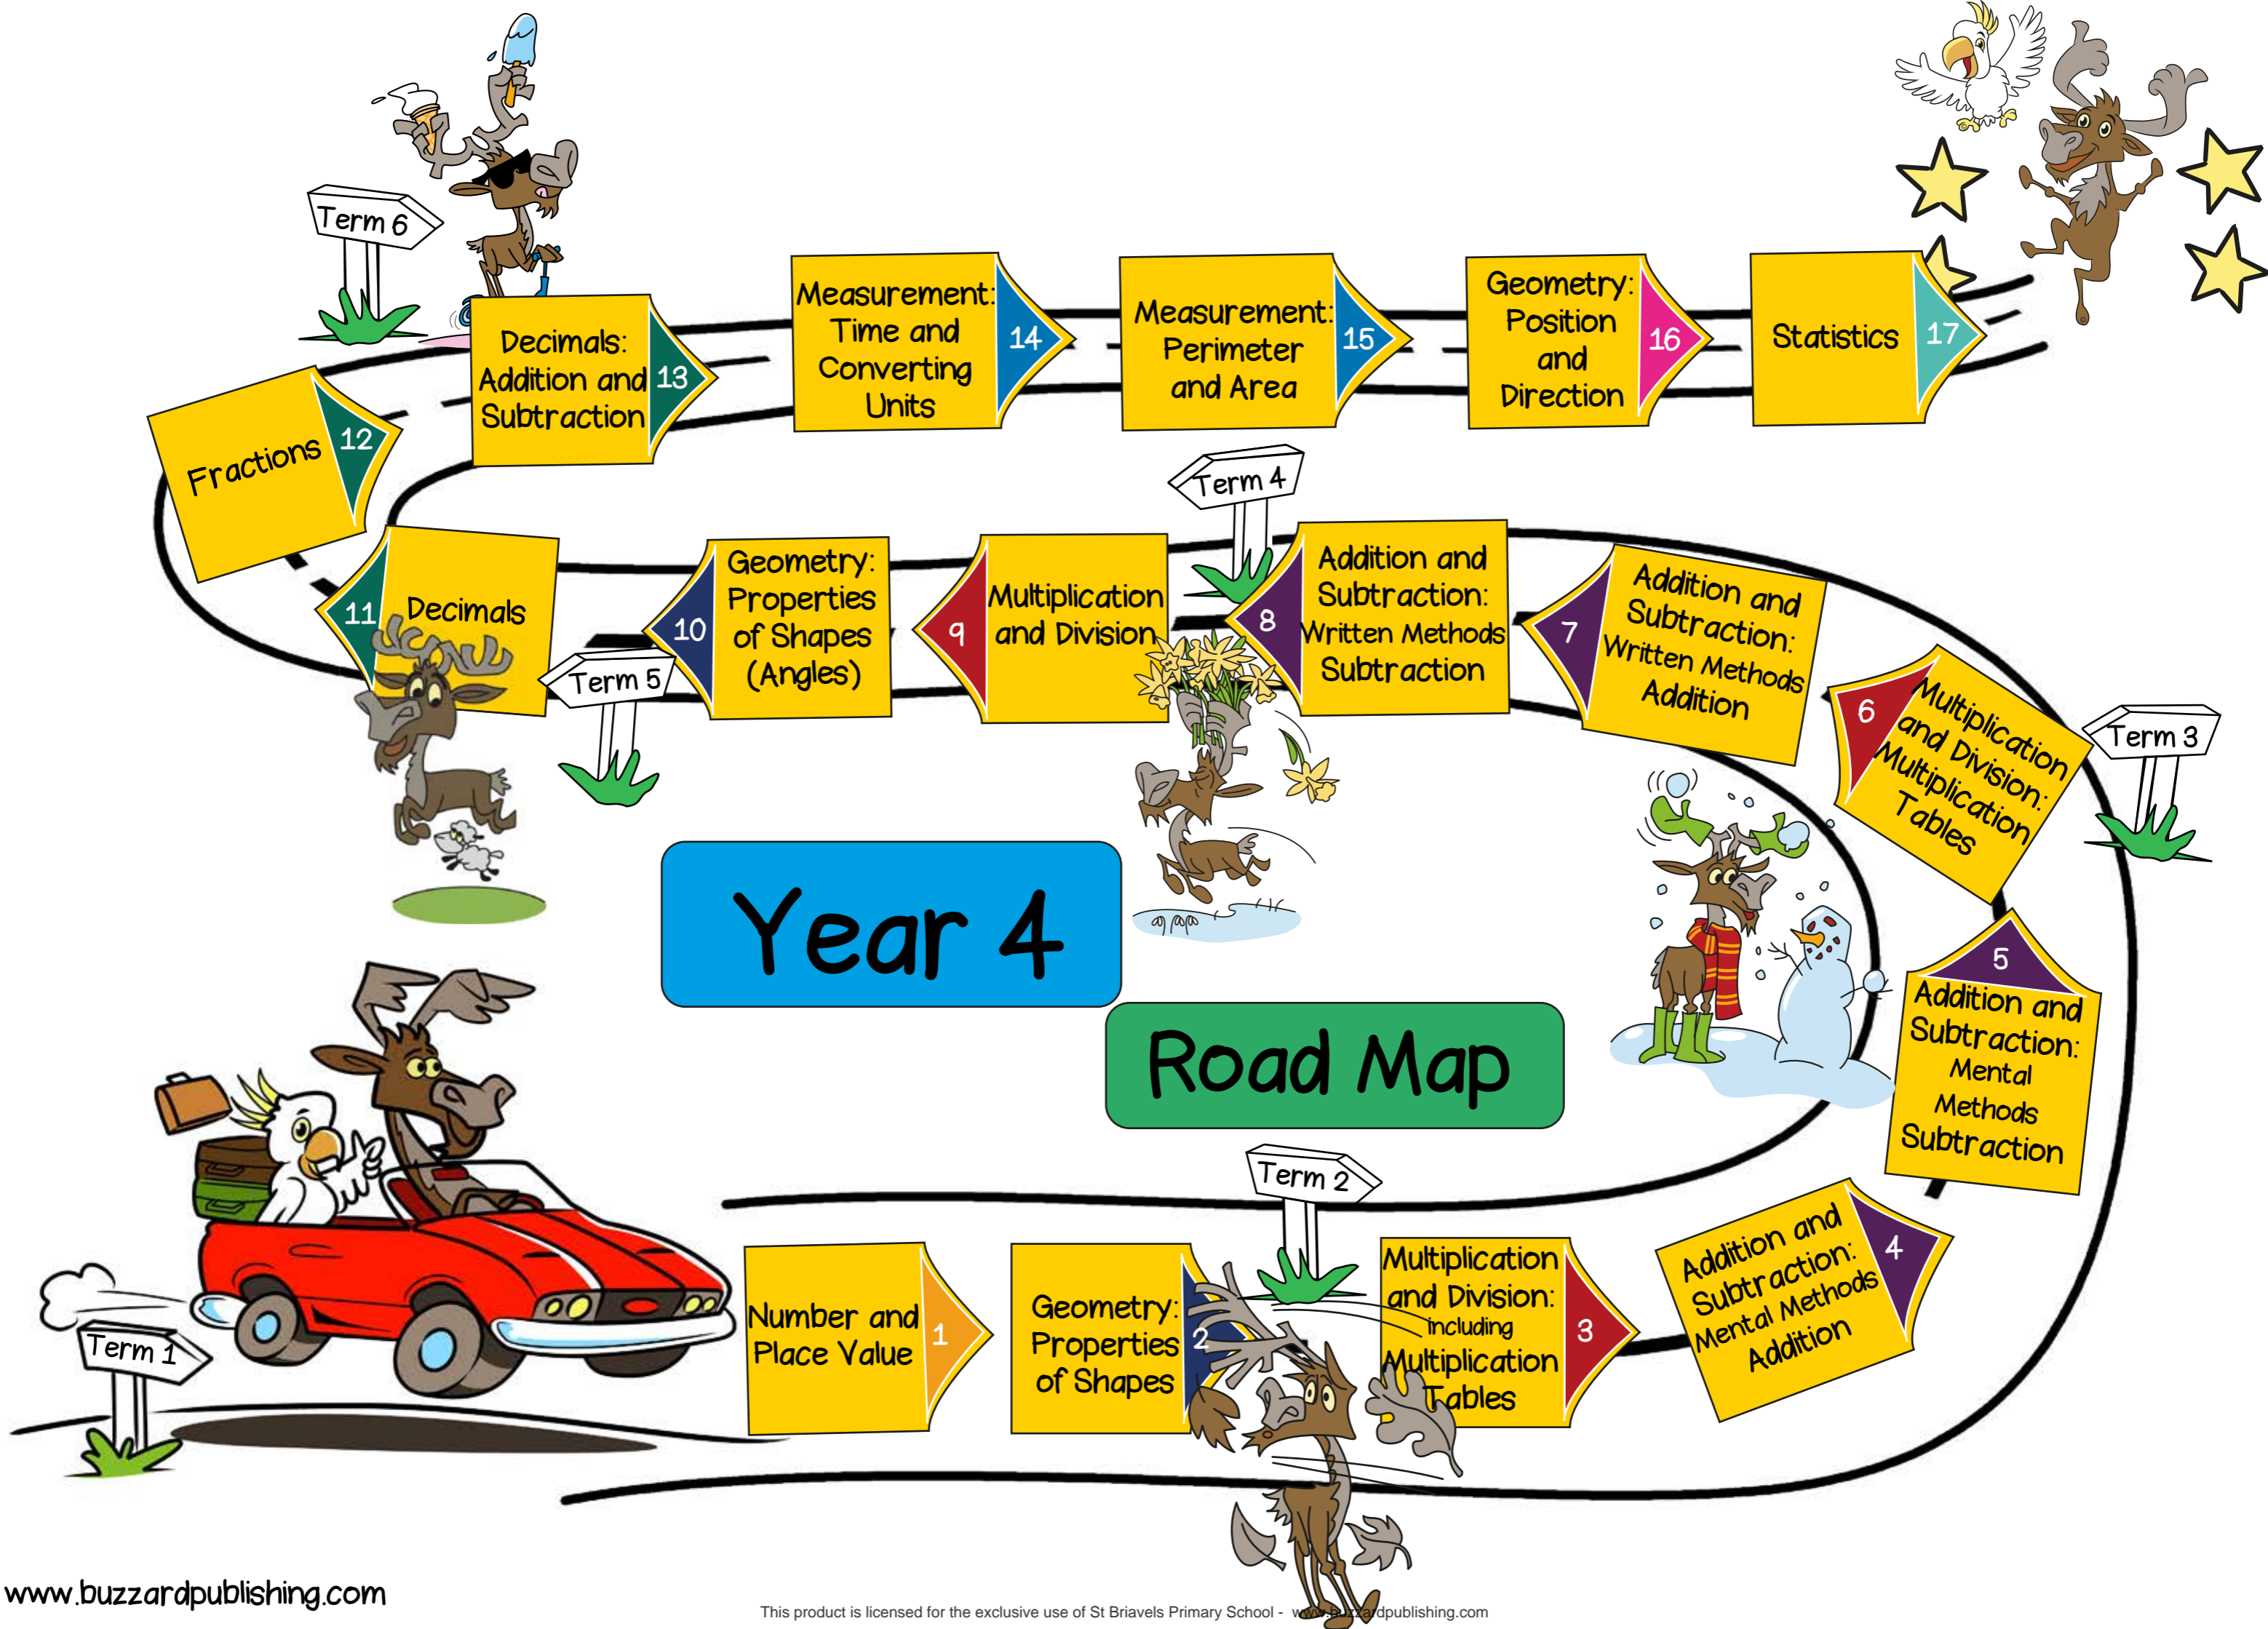 Term 6
Decimals:
Addition and
Subtraction
13
Measurement:
Time and
Converting
Units
14
Measurement:
Perimeter
and Area
15
Geometry:
Position
and
Direction
16
Statistics
17
Fractions
12
11
Decimals
Term 5
10
Geometry:
Properties
of Shapes
(Angles)
9
Multiplication
and Division
Term 4
8
Addition and
Subtraction:
Written Methods
Subtraction
7
Addition and
Subtraction:
Written Methods
Addition
6
Multiplication
and Division:
Multiplication
Tables
Term 3
Year 4
Road Map
5
Addition and
Subtraction:
Mental
Methods
Subtraction
Term 1
Number and
Place Value
1
Geometry:
Properties
of Shapes
2
Term 2
Multiplication
and Division:
including
Multiplication
Tables
3
Addition and
Subtraction:
Mental Methods
Addition
4
www.buzzardpublishing.com
This product is licensed for the exclusive use of St Briavels Primary School - www.buzzardpublishing.com